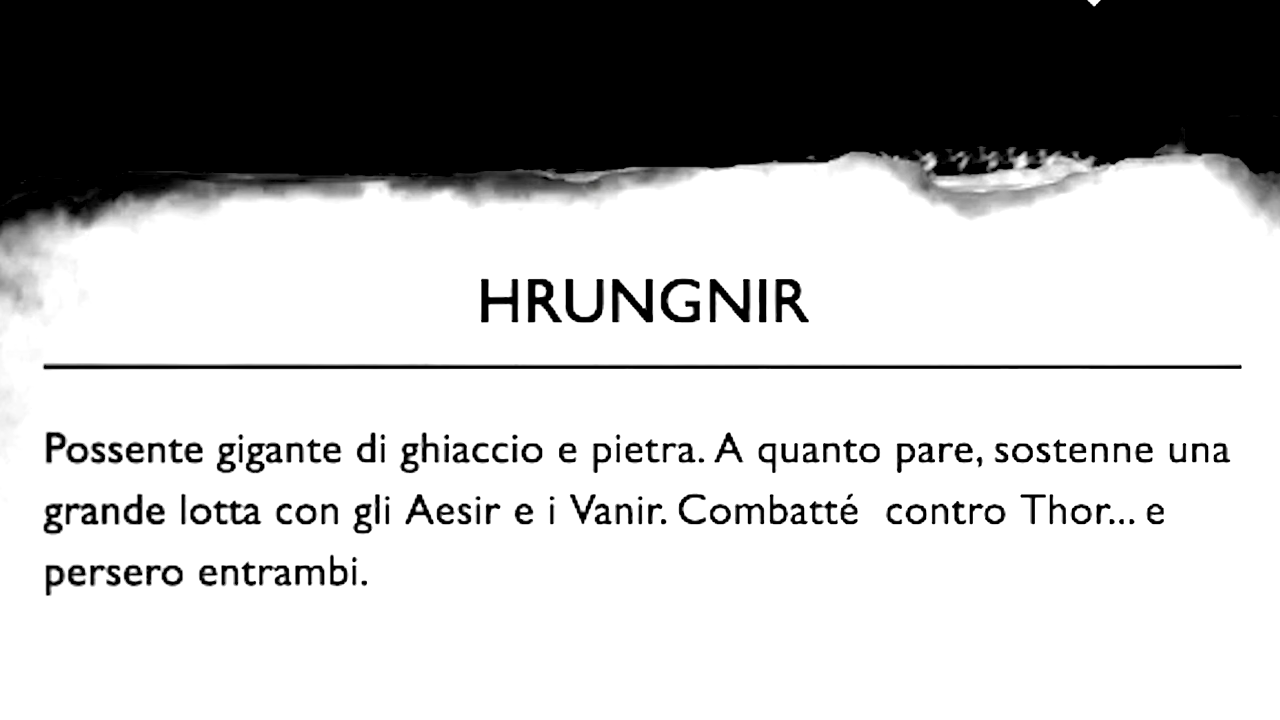 HRUNGNIR
Possente gigante di ghiaccio e pietra. A quanto pare, sostenne una
grande lotta con gli Aesir e i Vanir. Combatté  contro Thor... e
persero entrambi.